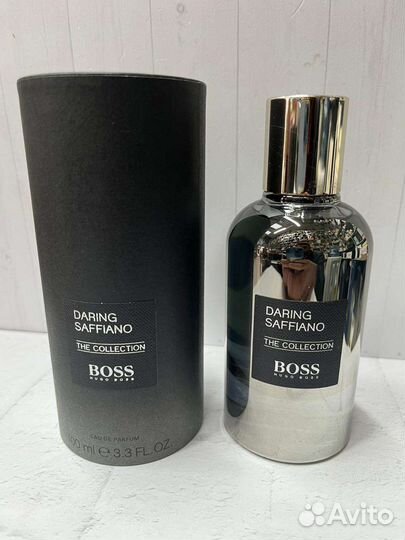 DARING
SAFFIANO
THE COLLECTION
BOSS
HUGO BOSS
EAU DE PARFUM
100 ml e 3.3 FL.OZ.
DARING
SAFFIANO
THE COLLECTION
BOSS
HUGO BOSS
Avito